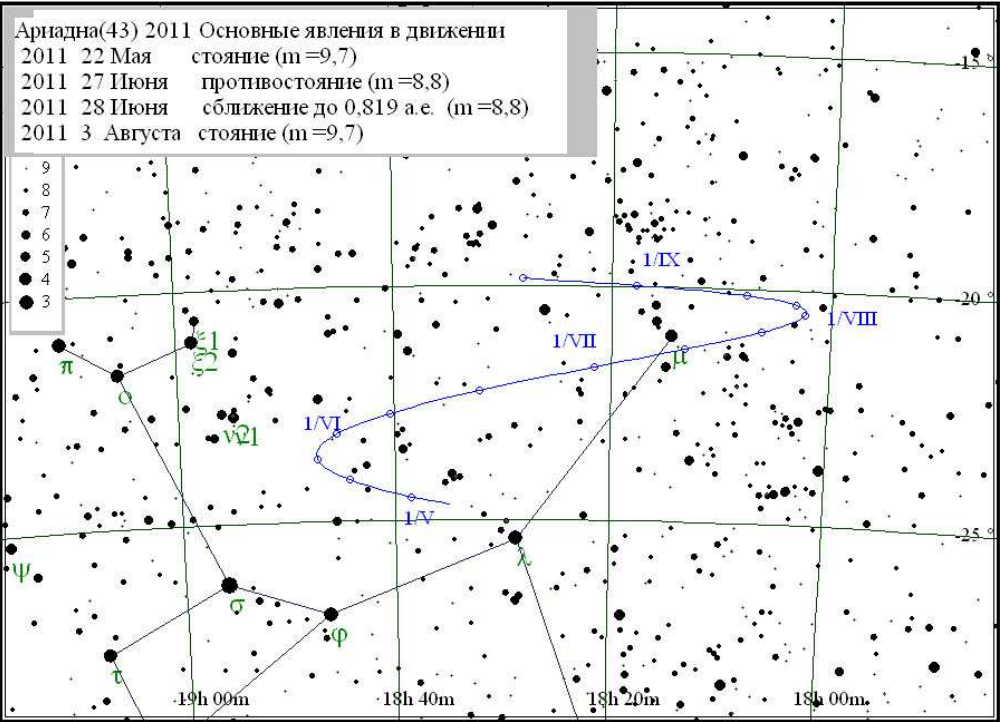 Ариадна(43) 2011 Основные явления в движении
2011 22 Мая стояние (m =9,7)
2011 27 Июня противостояние (m =8,8)
2011 28 Июня сближение до 0,819 а.е. (m =8,8)
2011 3 Августа стояние (m =9,7)
-15 °
9
8
7
6
5
4
3
1/IX
-20 °
1/VIII
1/VII
ξ1
ξ2
π
μ
ο
1/VI
ν21
1/V
-25 °
λ
ψ
σ
φ
τ
19h 00m
18h 40m
18h 20m
18h 00m